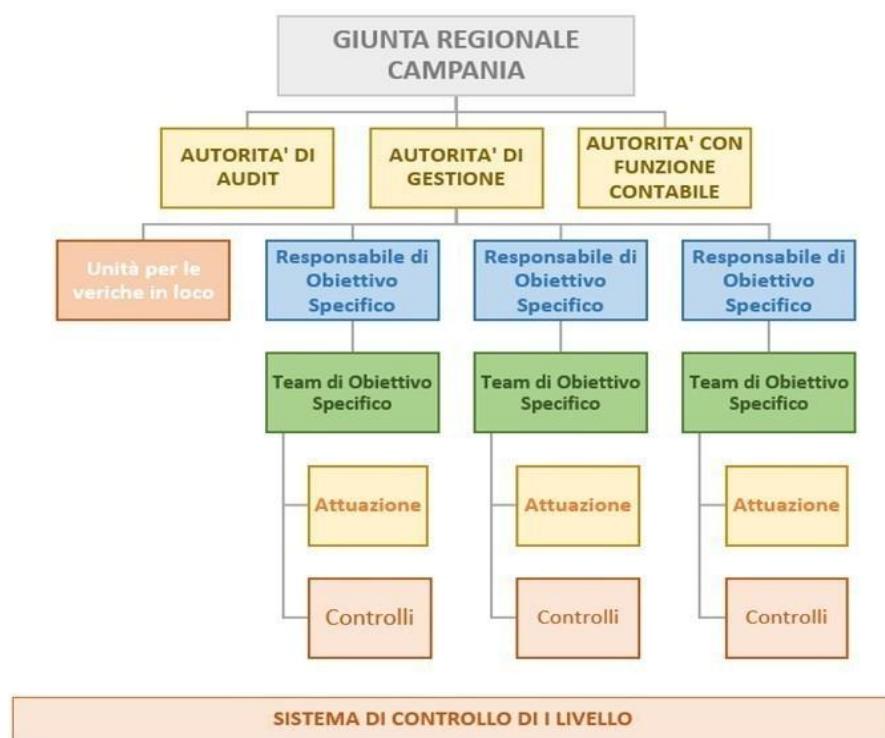 GIUNTA REGIONALE
CAMPANIA
AUTORITA' DI
AUDIT
AUTORITA' DI
GESTIONE
AUTORITA' CON
FUNZIONE
CONTABILE
Unità per le
veriche in loco
Responsabile di
Obiettivo
Specifico
Responsabile di
Obiettivo
Specifico
Responsabile di
Obiettivo
Specifico
Team di Obiettivo
Specifico
Team di Obiettivo
Specifico
Team di Obiettivo
Specifico
Attuazione
Attuazione
Attuazione
Controlli
Controlli
Controlli
SISTEMA DI CONTROLLO DI I LIVELLO